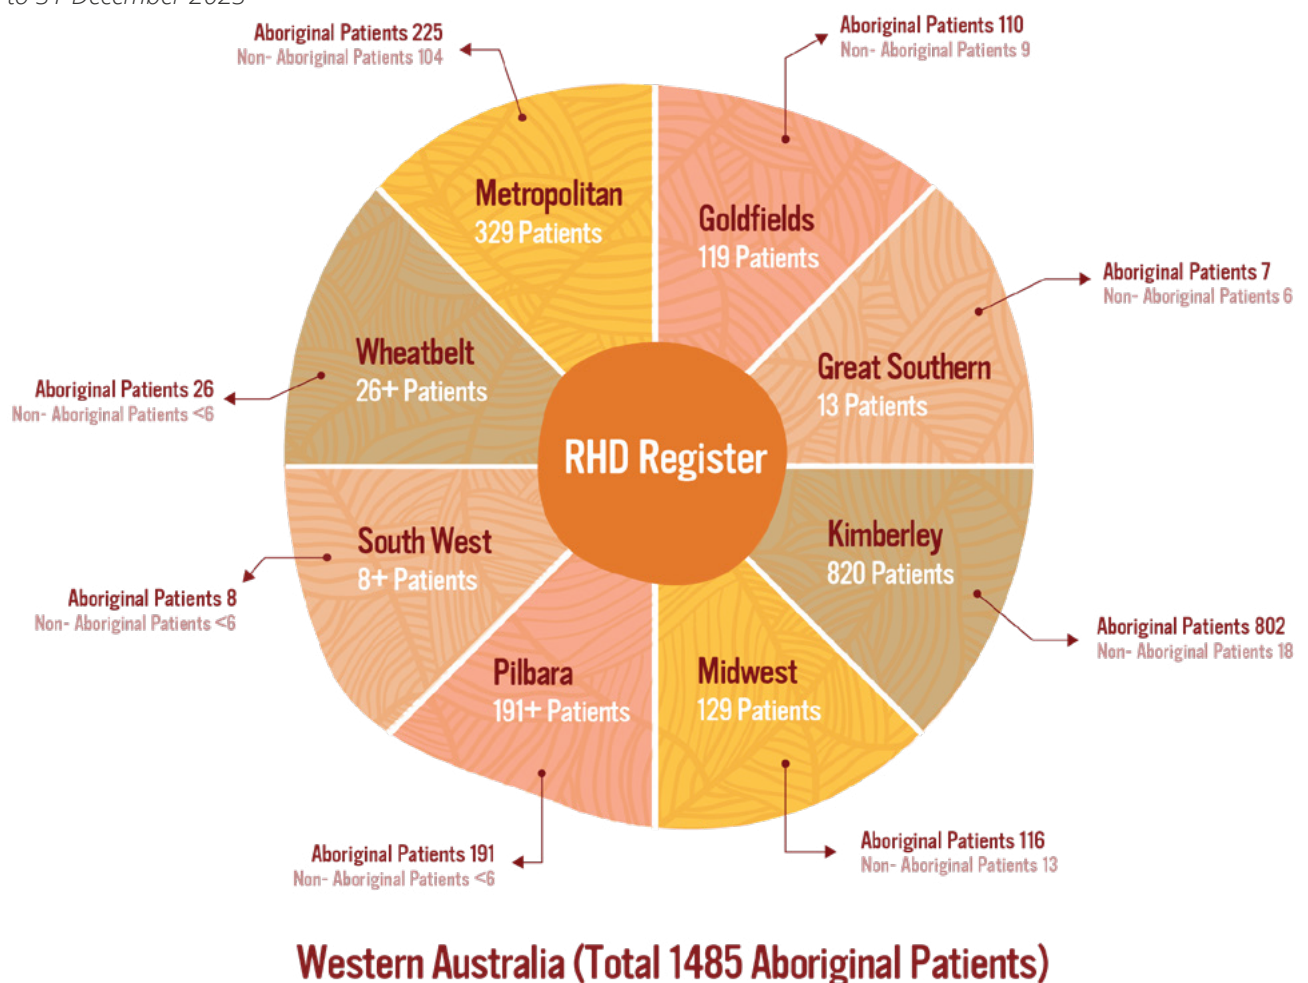 to 31 December 2023
Aboriginal Patients 225
Non- Aboriginal Patients 104
Aboriginal Patients 110
Non- Aboriginal Patients 9
Metropolitan
329 Patients
Goldfields
119 Patients
Aboriginal Patients 7
Non- Aboriginal Patients 6
Wheatbelt
26+ Patients
Great Southern
13 Patients
Aboriginal Patients 26
Non- Aboriginal Patients <6
RHD Register
South West
8+ Patients
Kimberley
820 Patients
Aboriginal Patients 8
Non- Aboriginal Patients <6
Aboriginal Patients 802
Non- Aboriginal Patients 18
Pilbara
191+ Patients
Midwest
129 Patients
Aboriginal Patients 191
Non- Aboriginal Patients <6
Aboriginal Patients 116
Non- Aboriginal Patients 13
Western Australia (Total 1485 Aboriginal Patients)